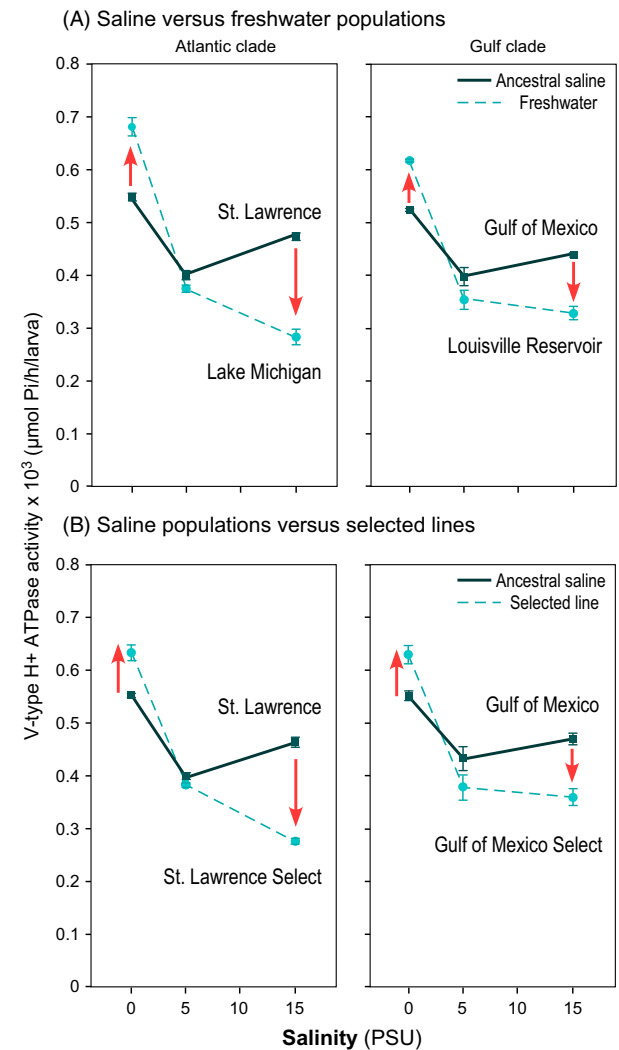 (A) Saline versus freshwater populations
Atlantic clade
Gulf clade
V-type H+ ATPase activity x 10³ (µmol Pi/h/larva)
0.8
0.7
0.6
0.5
0.4
0.3
0.2
0.1
0
St. Lawrence
Lake Michigan
Ancestral saline
Freshwater
Gulf of Mexico
Louisville Reservoir
(B) Saline populations versus selected lines
0.8
0.7
0.6
0.5
0.4
0.3
0.2
0.1
0
St. Lawrence
St. Lawrence Select
Ancestral saline
Selected line
Gulf of Mexico
Gulf of Mexico Select
0 5 10 15
0 5 10 15
Salinity (PSU)